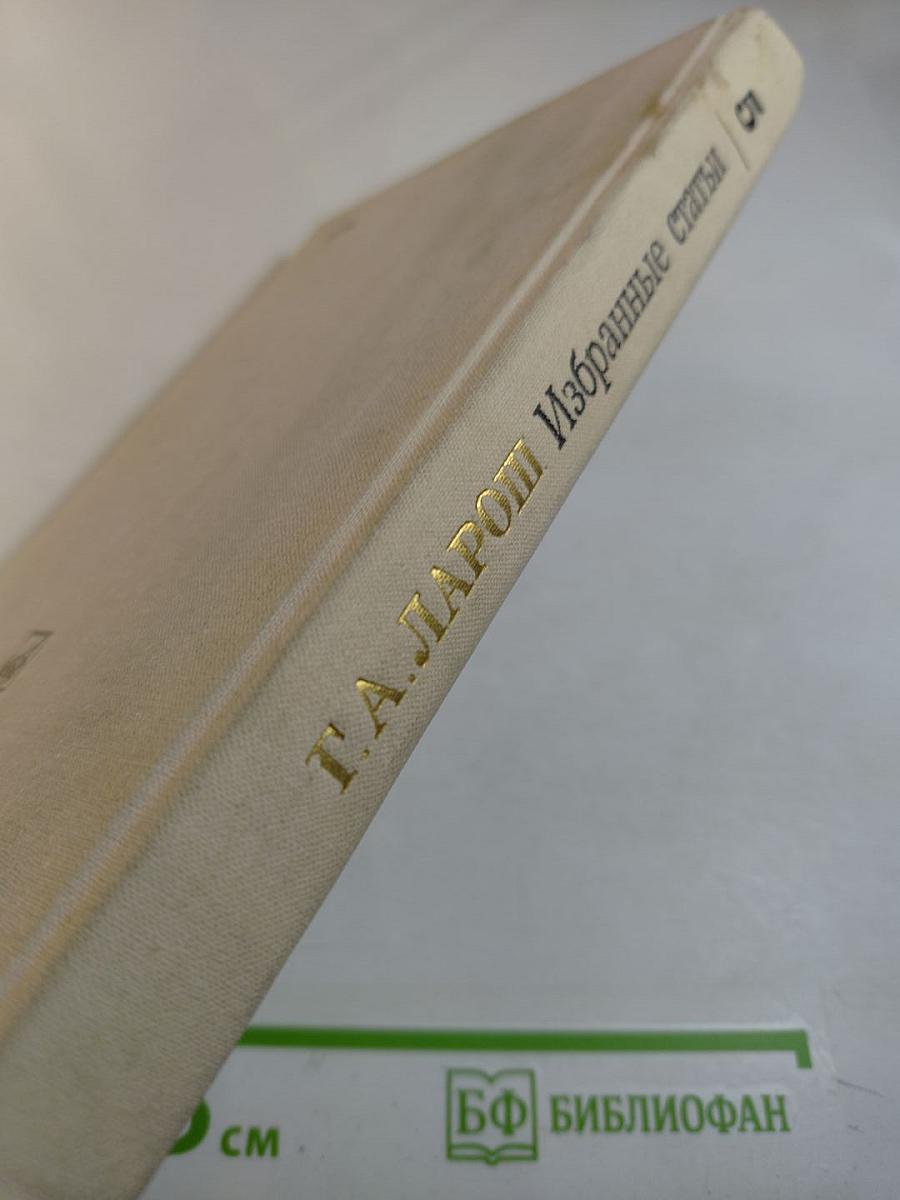 Г. А. ЛАРОШ Избранные статьи 5
см
БФ БИБЛИОФАН